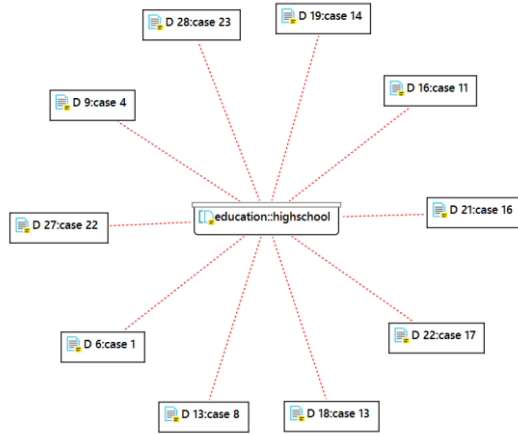 D 19:case 14
D 28:case 23
D 16:case 11
D 9:case 4
D 21:case 16
education::highschool
D 27:case 22
D 22:case 17
D 6:case 1
D 13:case 8
D 18:case 13